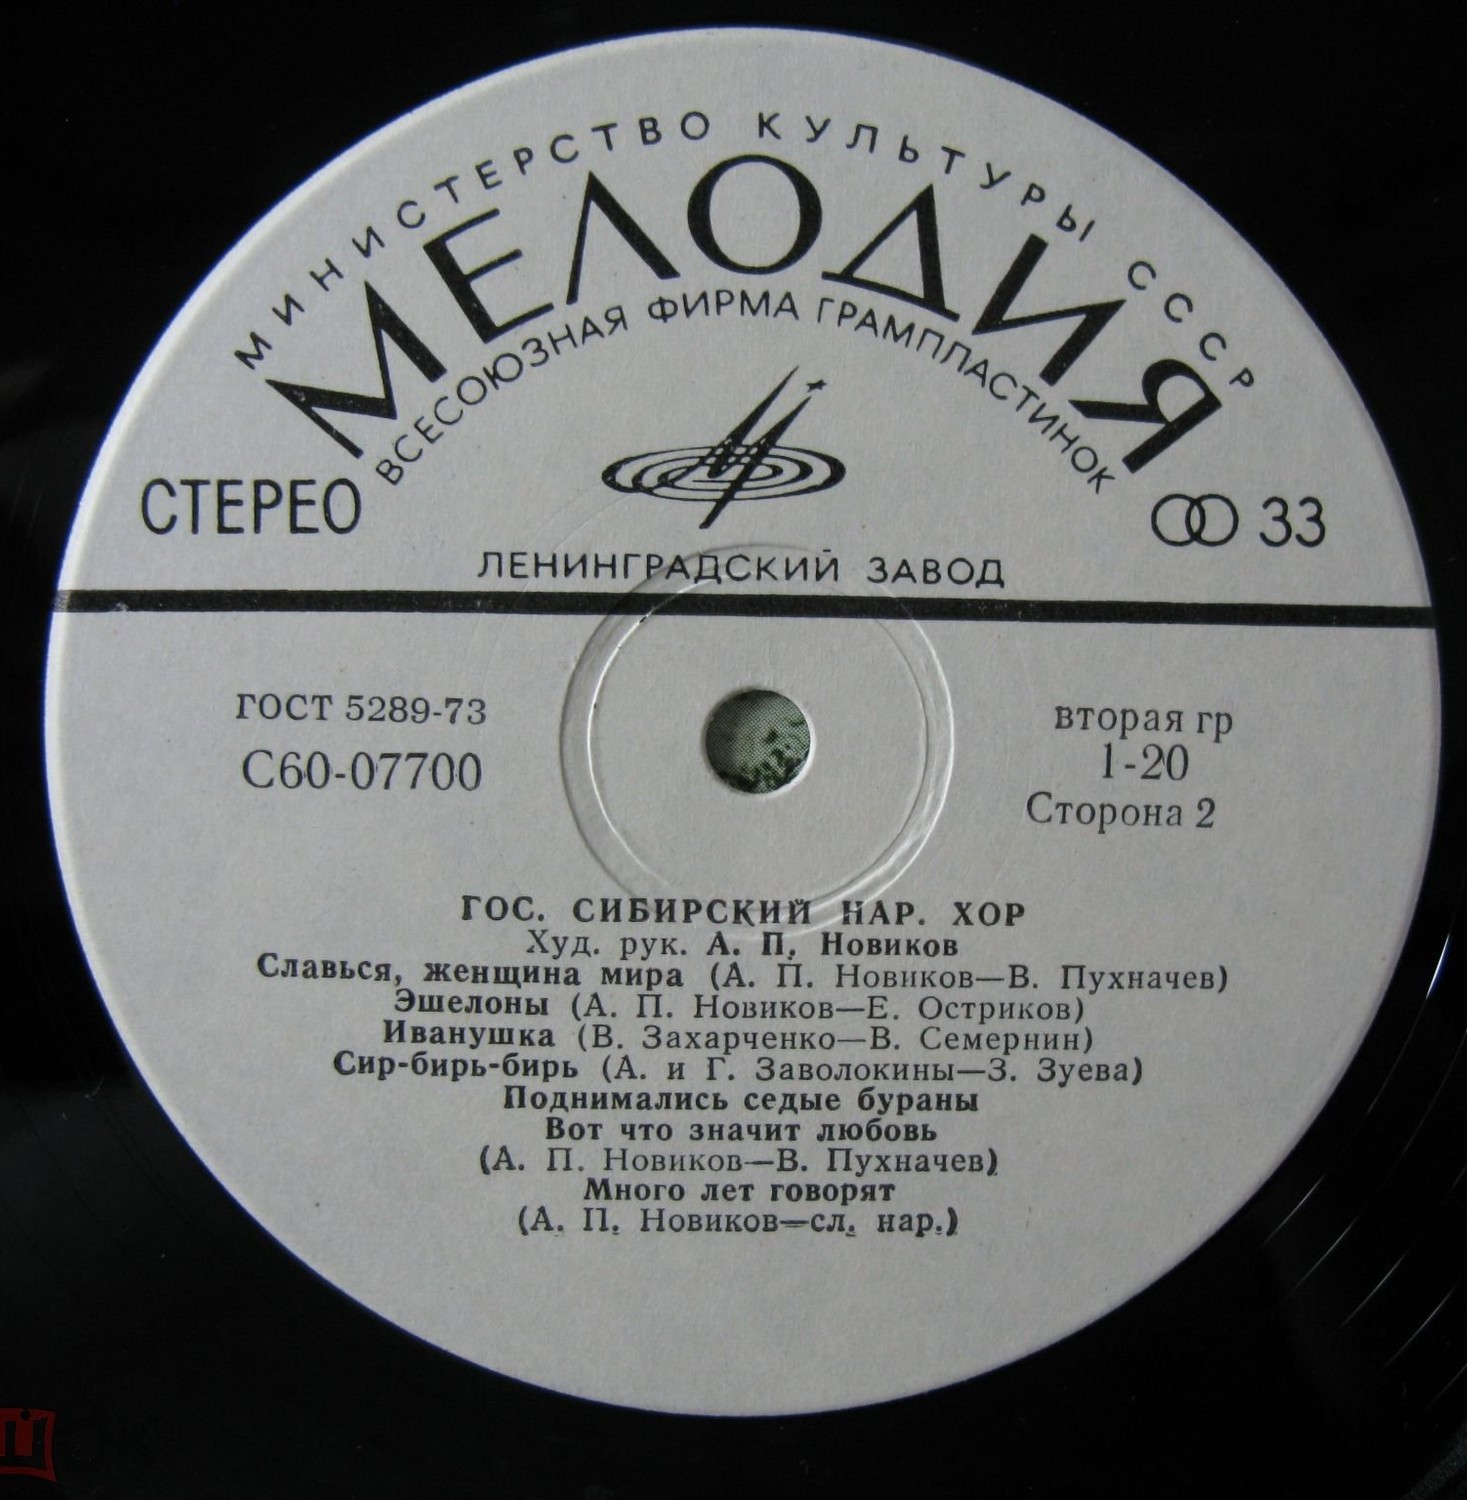 МИНИСТЕРСТВО КУЛЬТУРЫ СССР
МЕЛОДИЯ
ВСЕСОЮЗНАЯ ФИРМА ГРАМПЛАСТИНОК
СТЕРЕО
33
ЛЕНИНГРАДСКИЙ ЗАВОД
ГОСТ 5289-73
С60-07700
вторая гр
1-20
Сторона 2
ГОС. СИБИРСКИЙ НАР. ХОР
Худ. рук. А. П. Новиков
Славься, женщина мира (А. П. Новиков—В. Пухначев)
Эшелоны (А. П. Новиков—Е. Остриков)
Иванушка (В. Захарченко—В. Семернин)
Сир-бирь-бирь (А. и Г. Заволокины—З. Зуева)
Поднимались седые бураны
Вот что значит любовь
(А. П. Новиков—В. Пухначев)
Много лет говорят
(А. П. Новиков—сл. нар.)